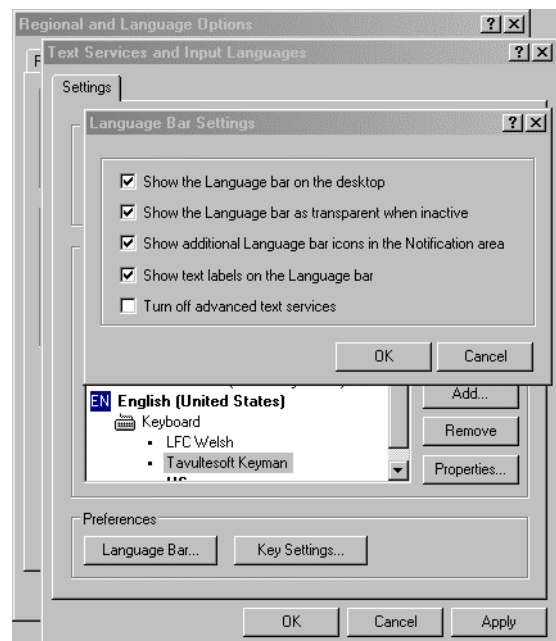 Regional and Language Options
Text Services and Input Languages
Settings
Language Bar Settings
Show the Language bar on the desktop
Show the Language bar as transparent when inactive
Show additional Language bar icons in the Notification area
Show text labels on the Language bar
Turn off advanced text services
OK Cancel
EN English (United States)
Keyboard
LFC Welsh
Tavultesoft Keyman
Add...
Remove
Properties...
Preferences
Language Bar... Key Settings...
OK Cancel Apply